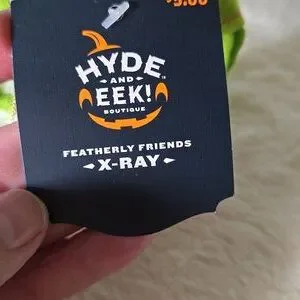 HYDE
AND
EEK!
BOUTIQUE
FEATHERLY FRIENDS
X-RAY